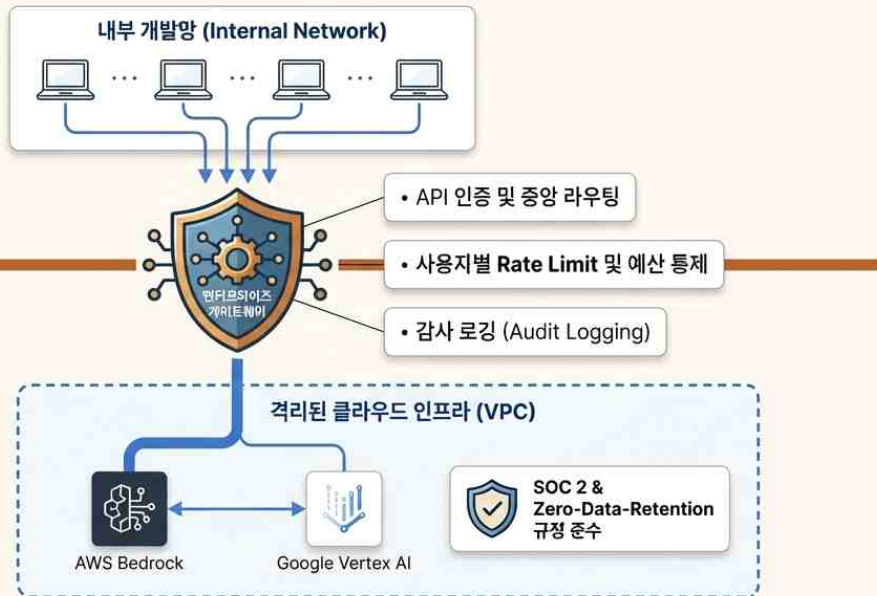 내부 개발망 (Internal Network)
• API 인증 및 중앙 라우팅
• 사용자별 Rate Limit 및 예산 통제
• 감사 로깅 (Audit Logging)
격리된 클라우드 인프라 (VPC)
AWS Bedrock
Google Vertex AI
SOC 2 &
Zero-Data-Retention
규정 준수